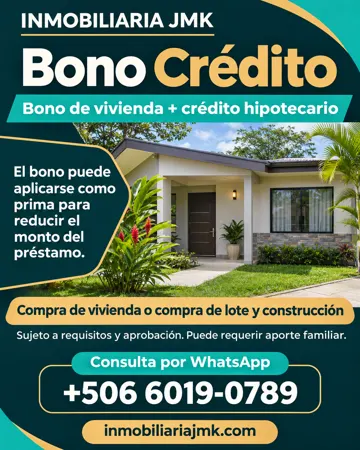 INMOBILIARIA JMK
Bono Crédito
Bono de vivienda + crédito hipotecario
El bono puede
aplicarse como
prima para
reducir el
monto del
préstamo.
Compra de vivienda o compra de lote y construcción
Sujeto a requisitos y aprobación. Puede requerir aporte familiar.
Consulta por WhatsApp
+506 6019-0789
inmobiliariajmk.com